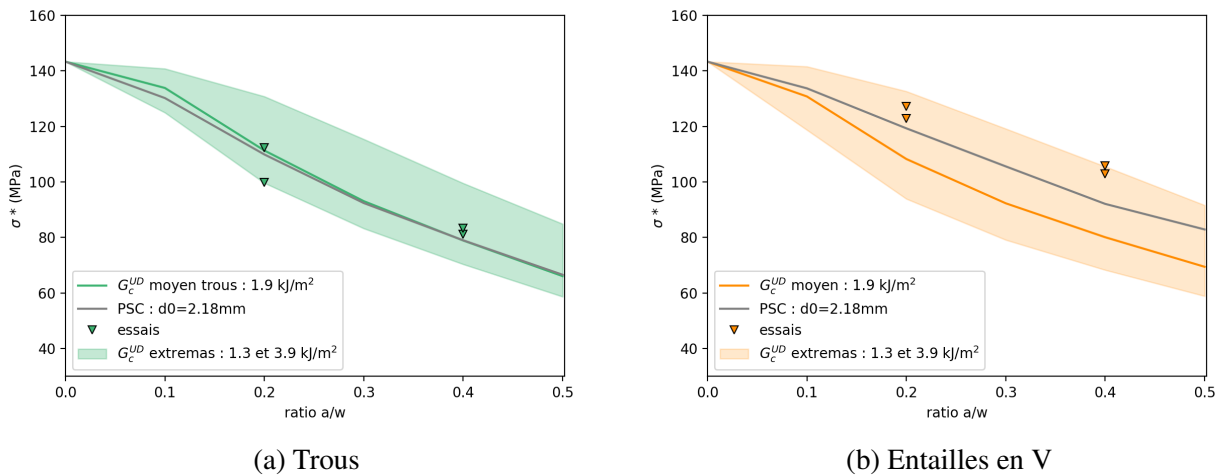 160
140
120
100
80
60
40
σ * (MPa)
G_c^{UD} moyen trous : 1.9 kJ/m²
PSC : d0=2.18mm
essais
G_c^{UD} extremas : 1.3 et 3.9 kJ/m²
0.0 0.1 0.2 0.3 0.4 0.5
ratio a/w
(a) Trous
160
140
120
100
80
60
40
σ * (MPa)
G_c^{UD} moyen : 1.9 kJ/m²
PSC : d0=2.18mm
essais
G_c^{UD} extremas : 1.3 et 3.9 kJ/m²
0.0 0.1 0.2 0.3 0.4 0.5
ratio a/w
(b) Entailles en V